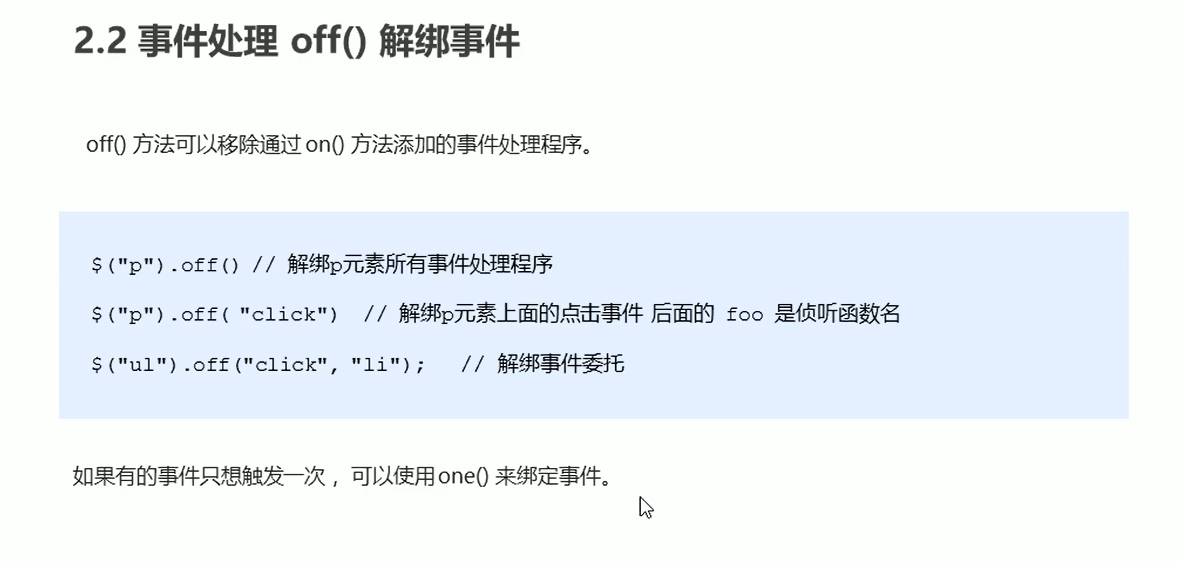 2.2 事件处理 off() 解绑事件
off() 方法可以移除通过 on() 方法添加的事件处理程序。
$("p").off() // 解绑p元素所有事件处理程序
$("p").off( "click")  // 解绑p元素上面的点击事件 后面的 foo 是侦听函数名
$("ul").off("click", "li");   // 解绑事件委托
如果有的事件只想触发一次， 可以使用one() 来绑定事件。